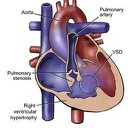 Aorta
Pulmonary
artery
VSD
Pulmonary
stenosis
Right
ventricular
hypertrophy